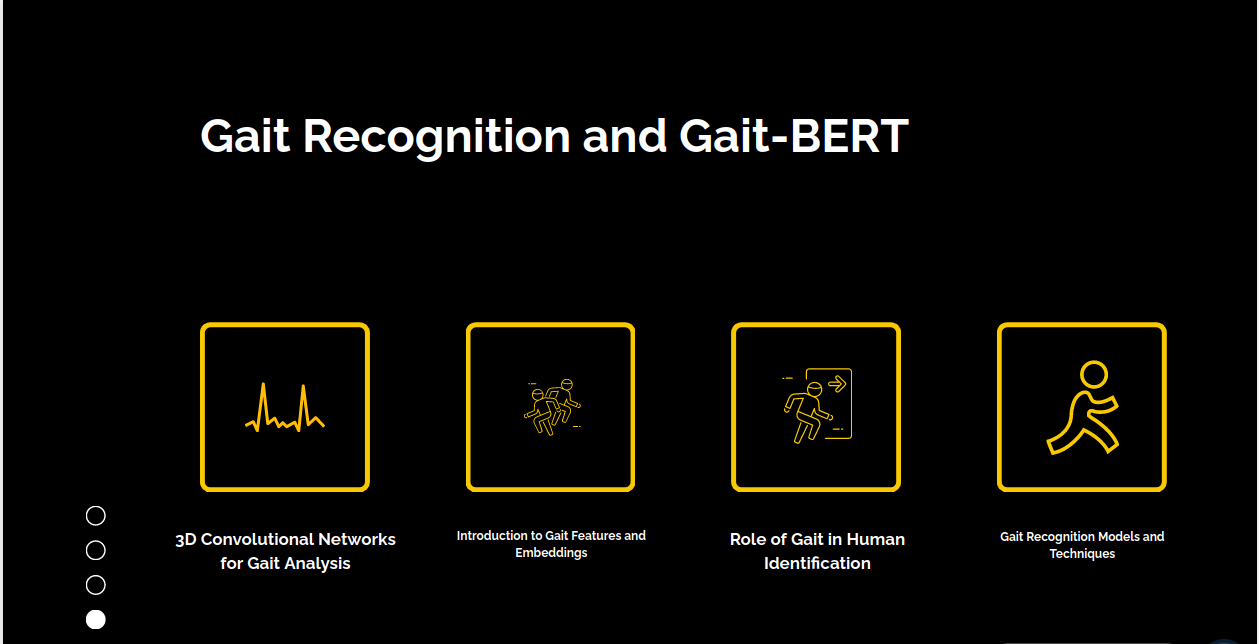 Gait Recognition and Gait-BERT
3D Convolutional Networks
for Gait Analysis
Introduction to Gait Features and
Embeddings
Role of Gait in Human
Identification
Gait Recognition Models and
Techniques